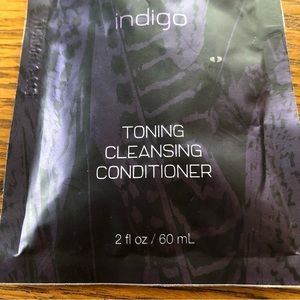 indigo
TONING
CLEANSING
CONDITIONER
2 fl oz / 60 mL